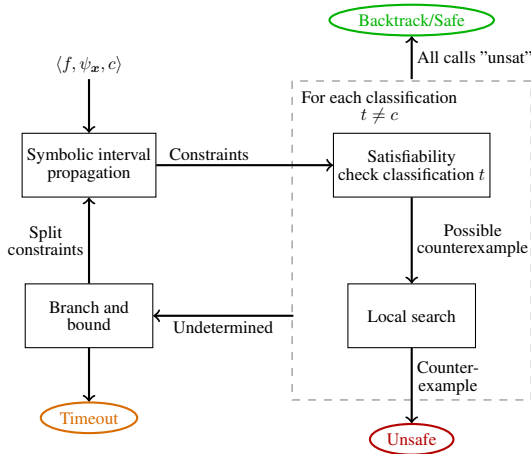 Backtrack/Safe
⟨f, ψ𝒙, c⟩
All calls ”unsat”
For each classification
t ≠ c
Symbolic interval
propagation
Constraints
Satisfiability
check classification t
Split
constraints
Possible
counterexample
Branch and
bound
Undetermined
Local search
Counter-
example
Timeout
Unsafe